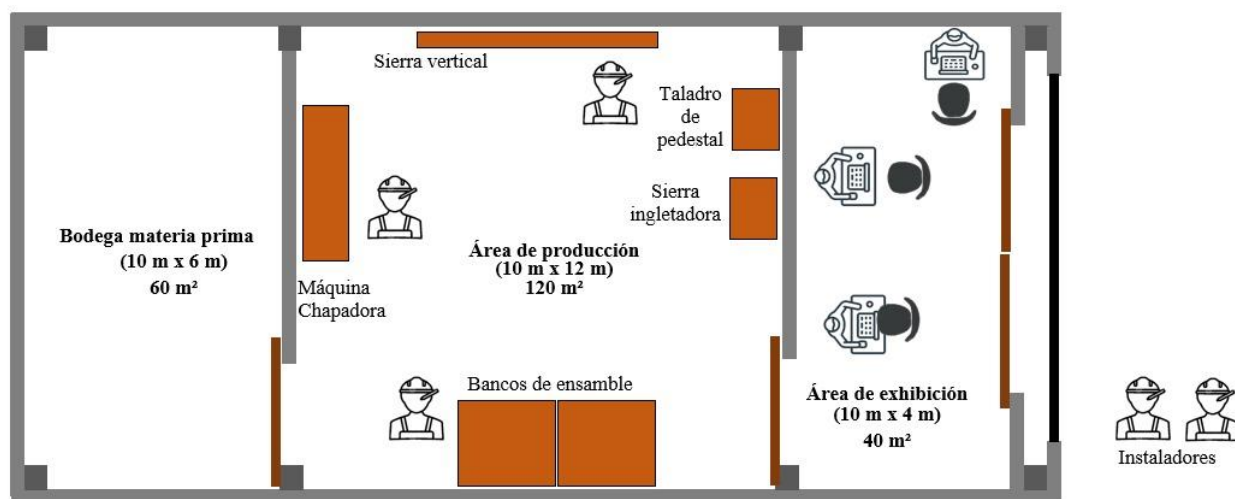 Sierra vertical
Taladro
de
pedestal
Sierra
ingletadora
Bodega materia prima
(10 m x 6 m)
60 m²
Área de producción
(10 m x 12 m)
120 m²
Máquina
Chapadora
Bancos de ensamble
Área de exhibición
(10 m x 4 m)
40 m²
Instaladores